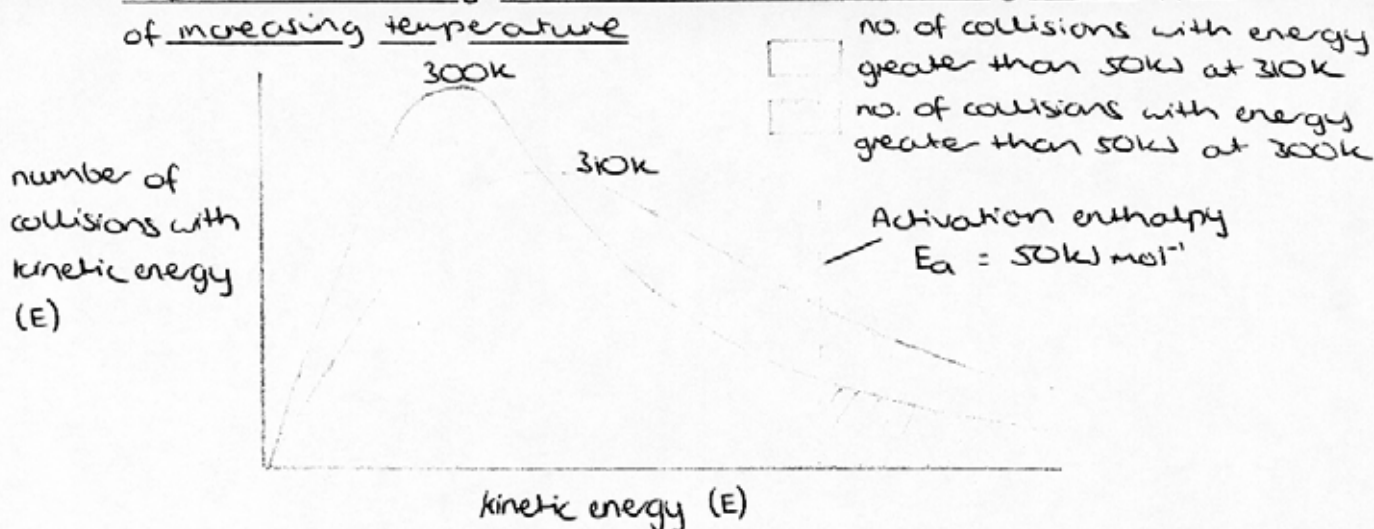 of increasing temperature
no. of collisions with energy
greater than 50kJ at 310K
no. of collisions with energy
greater than 50kJ at 300K
300K
310K
number of
collisions with
kinetic energy
(E)
Activation enthalpy
Ea = 50kJ mol⁻¹
kinetic energy (E)